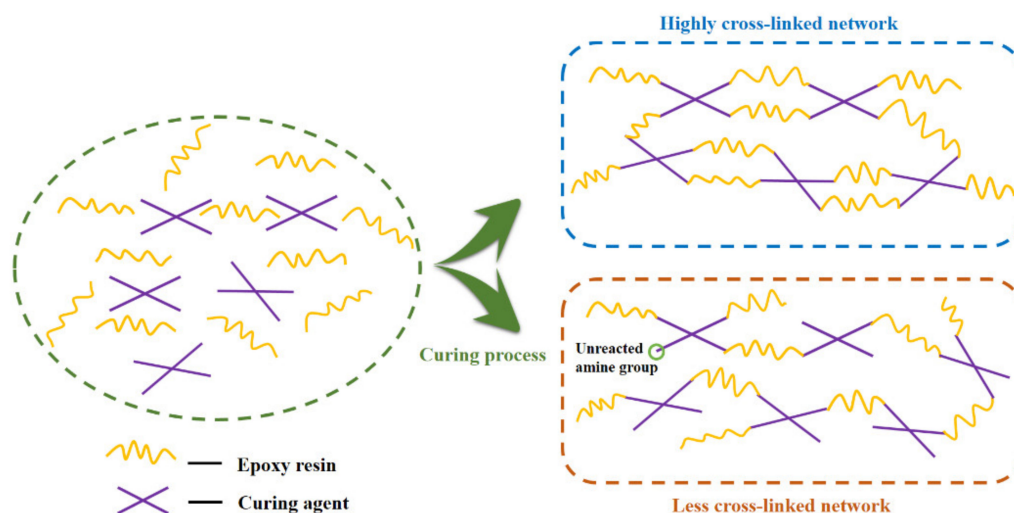 Highly cross-linked network
Curing process
Unreacted
amine group
Epoxy resin
Curing agent
Less cross-linked network